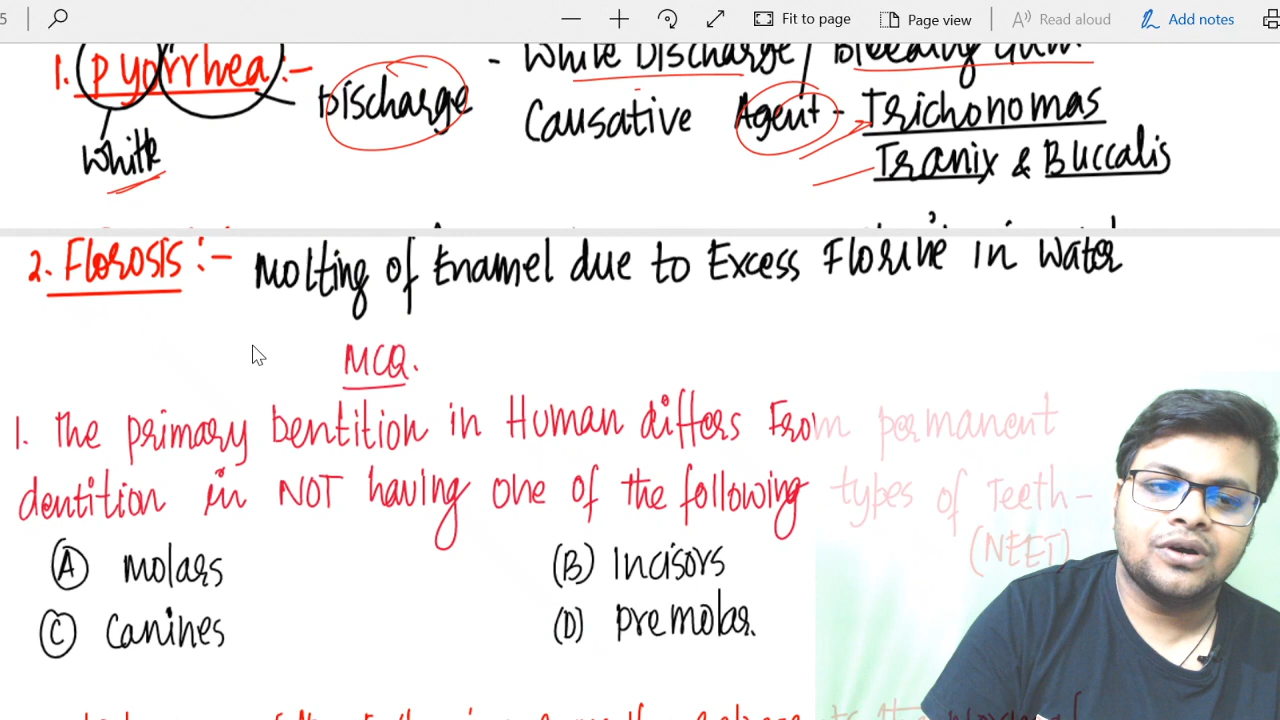 5 Fit to page Page view Read aloud Add notes
1. Pyorrhea :- - White Discharge / Bleeding Gum
Discharge Causative Agent - Trichonomas
White Tranix & Buccalis
2. Florosis :- Molting of Enamel due to Excess Florine in Water
MCQ.
1. The primary bentition in Human differs From permanent
dentition in NOT having one of the following types of Teeth-
(NEET)
(A) Molars (B) Incisors
(C) Canines (D) Premolar.